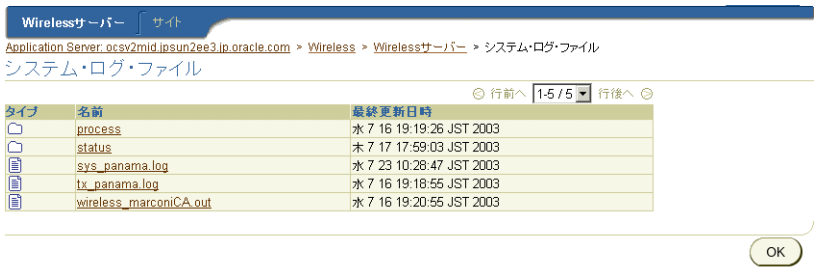 Wirelessサーバー サイト
Application Server: ocsv2mid.jpsun2ee3.jp.oracle.com > Wireless > Wirelessサーバー > システム・ログ・ファイル
システム・ログ・ファイル
行前へ 1-5 / 5 行後へ
タイプ 名前 最終更新日時
process 水 7 16 19:19:26 JST 2003
status 木 7 17 17:59:03 JST 2003
sys_panama.log 水 7 23 10:28:47 JST 2003
tx_panama.log 水 7 16 19:18:55 JST 2003
wireless_marconiCA.out 水 7 16 19:20:55 JST 2003
OK